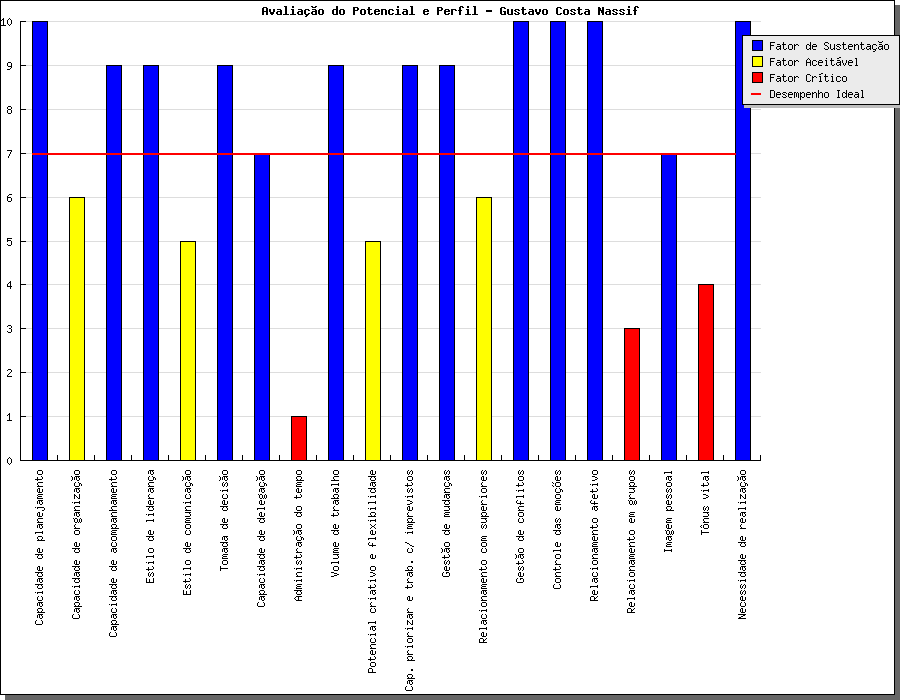 Avaliação do Potencial e Perfil - Gustavo Costa Nassif
Fator de Sustentação
Fator Aceitável
Fator Crítico
Desempenho Ideal
10
9
8
7
6
5
4
3
2
1
0
Capacidade de planejamento
Capacidade de organização
Capacidade de acompanhamento
Estilo de liderança
Estilo de comunicação
Tomada de decisão
Capacidade de delegação
Administração do tempo
Volume de trabalho
Potencial criativo e flexibilidade
Cap. priorizar e trab. c/ imprevistos
Gestão de mudanças
Relacionamento com superiores
Gestão de conflitos
Controle das emoções
Relacionamento afetivo
Relacionamento em grupos
Imagem pessoal
Tônus vital
Necessidade de realização